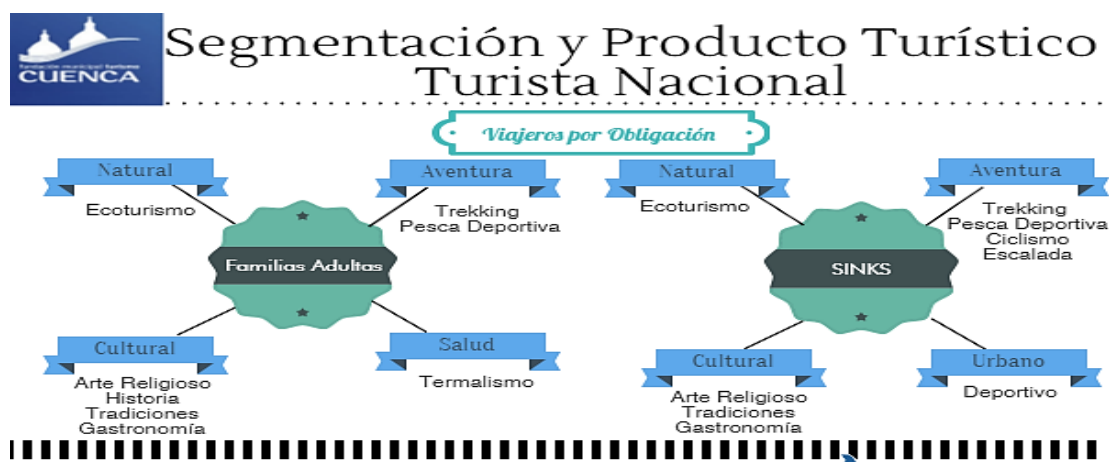 Segmentación y Producto Turístico
Turista Nacional
fundación municipal turismo
CUENCA
Viajeros por Obligación
Natural
Ecoturismo
Aventura
Trekking
Pesca Deportiva
Familias Adultas
Cultural
Arte Religioso
Historia
Tradiciones
Gastronomía
Salud
Termalismo
Natural
Ecoturismo
Aventura
Trekking
Pesca Deportiva
Ciclismo
Escalada
SINKS
Cultural
Arte Religioso
Tradiciones
Gastronomía
Urbano
Deportivo